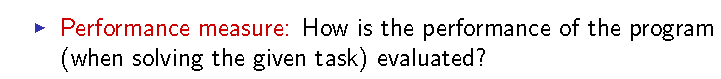 Performance measure: How is the performance of the program
(when solving the given task) evaluated?